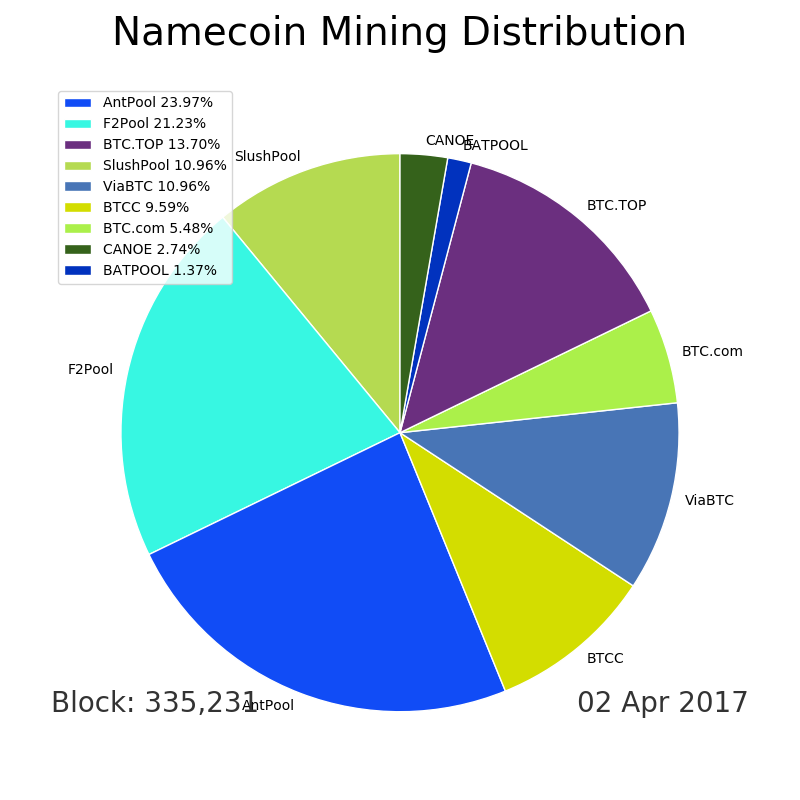 Namecoin Mining Distribution
AntPool 23.97%
F2Pool 21.23%
BTC.TOP 13.70%
SlushPool 10.96%
ViaBTC 10.96%
BTCC 9.59%
BTC.com 5.48%
CANOE 2.74%
BATPOOL 1.37%
CANOE
BATPOOL
SlushPool
BTC.TOP
BTC.com
F2Pool
ViaBTC
BTCC
AntPool
Block: 335,231
02 Apr 2017